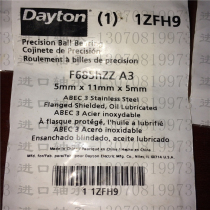 Dayton (1) 1ZFH9
Precision Ball Bearing
Cojinete de Precisión
Roulement à billes de precision
F685HZZ A3
5mm x 11mm x 5mm
ABEC 3 Stainless Steel
Flanged Shielded, Oil Lubricated
ABEC 3 Acier inoxydable
À flasque protégé, l'huile a lubrifié
ABEC 3 Acero inoxidable
Ensanchado blindado, aceite lubricado
1 1ZFH9